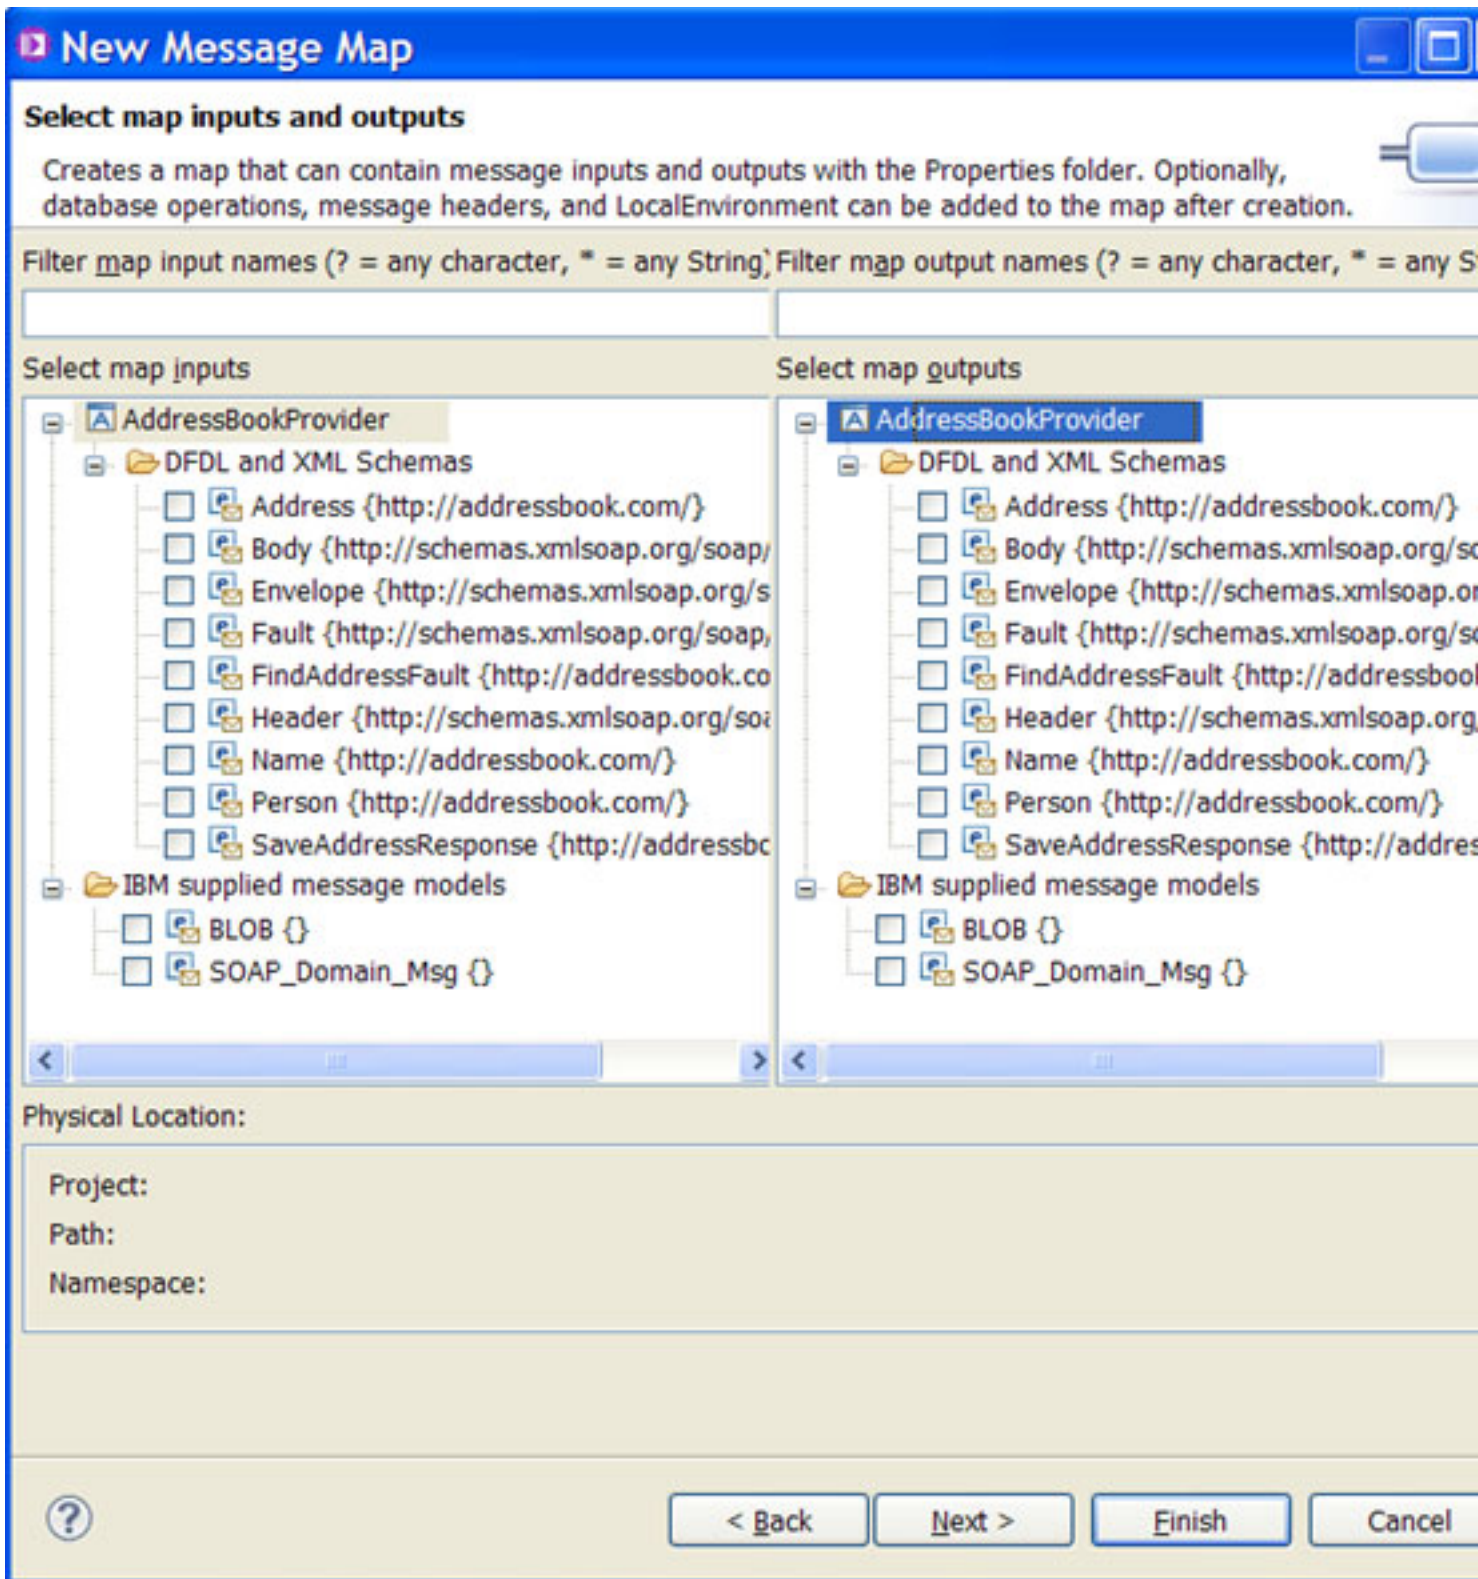 New Message Map
Select map inputs and outputs
Creates a map that can contain message inputs and outputs with the Properties folder. Optionally,
database operations, message headers, and LocalEnvironment can be added to the map after creation.
Filter map input names (? = any character, * = any String)
Filter map output names (? = any character, * = any St
Select map inputs
AddressBookProvider
DFDL and XML Schemas
Address {http://addressbook.com/}
Body {http://schemas.xmlsoap.org/soap/
Envelope {http://schemas.xmlsoap.org/s
Fault {http://schemas.xmlsoap.org/soap/
FindAddressFault {http://addressbook.co
Header {http://schemas.xmlsoap.org/soa
Name {http://addressbook.com/}
Person {http://addressbook.com/}
SaveAddressResponse {http://addressbo
IBM supplied message models
BLOB {}
SOAP_Domain_Msg {}
Select map outputs
AddressBookProvider
DFDL and XML Schemas
Address {http://addressbook.com/}
Body {http://schemas.xmlsoap.org/so
Envelope {http://schemas.xmlsoap.or
Fault {http://schemas.xmlsoap.org/so
FindAddressFault {http://addressbook
Header {http://schemas.xmlsoap.org/
Name {http://addressbook.com/}
Person {http://addressbook.com/}
SaveAddressResponse {http://addres
IBM supplied message models
BLOB {}
SOAP_Domain_Msg {}
Physical Location:
Project:
Path:
Namespace:
?
< Back
Next >
Finish
Cancel